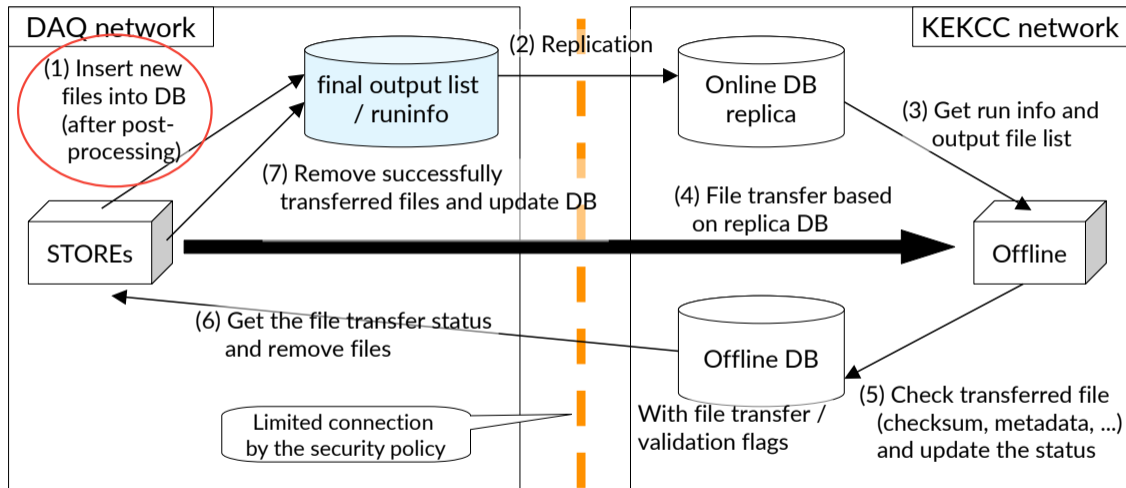 DAQ network
KEKCC network
(1) Insert new
files into DB
(after post-
processing)
final output list
/ runinfo
(2) Replication
Online DB
replica
(3) Get run info and
output file list
(7) Remove successfully
transferred files and update DB
(4) File transfer based
on replica DB
STOREs
Offline
(6) Get the file transfer status
and remove files
Offline DB
With file transfer /
validation flags
(5) Check transferred file
(checksum, metadata, ...)
and update the status
Limited connection
by the security policy